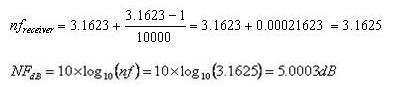 nf_receiver = 3.1623 + (3.1623 − 1)/10000 = 3.1623 + 0.00021623 = 3.1625
NF_dB = 10×log₁₀(nf) = 10×log₁₀(3.1625) = 5.0003dB